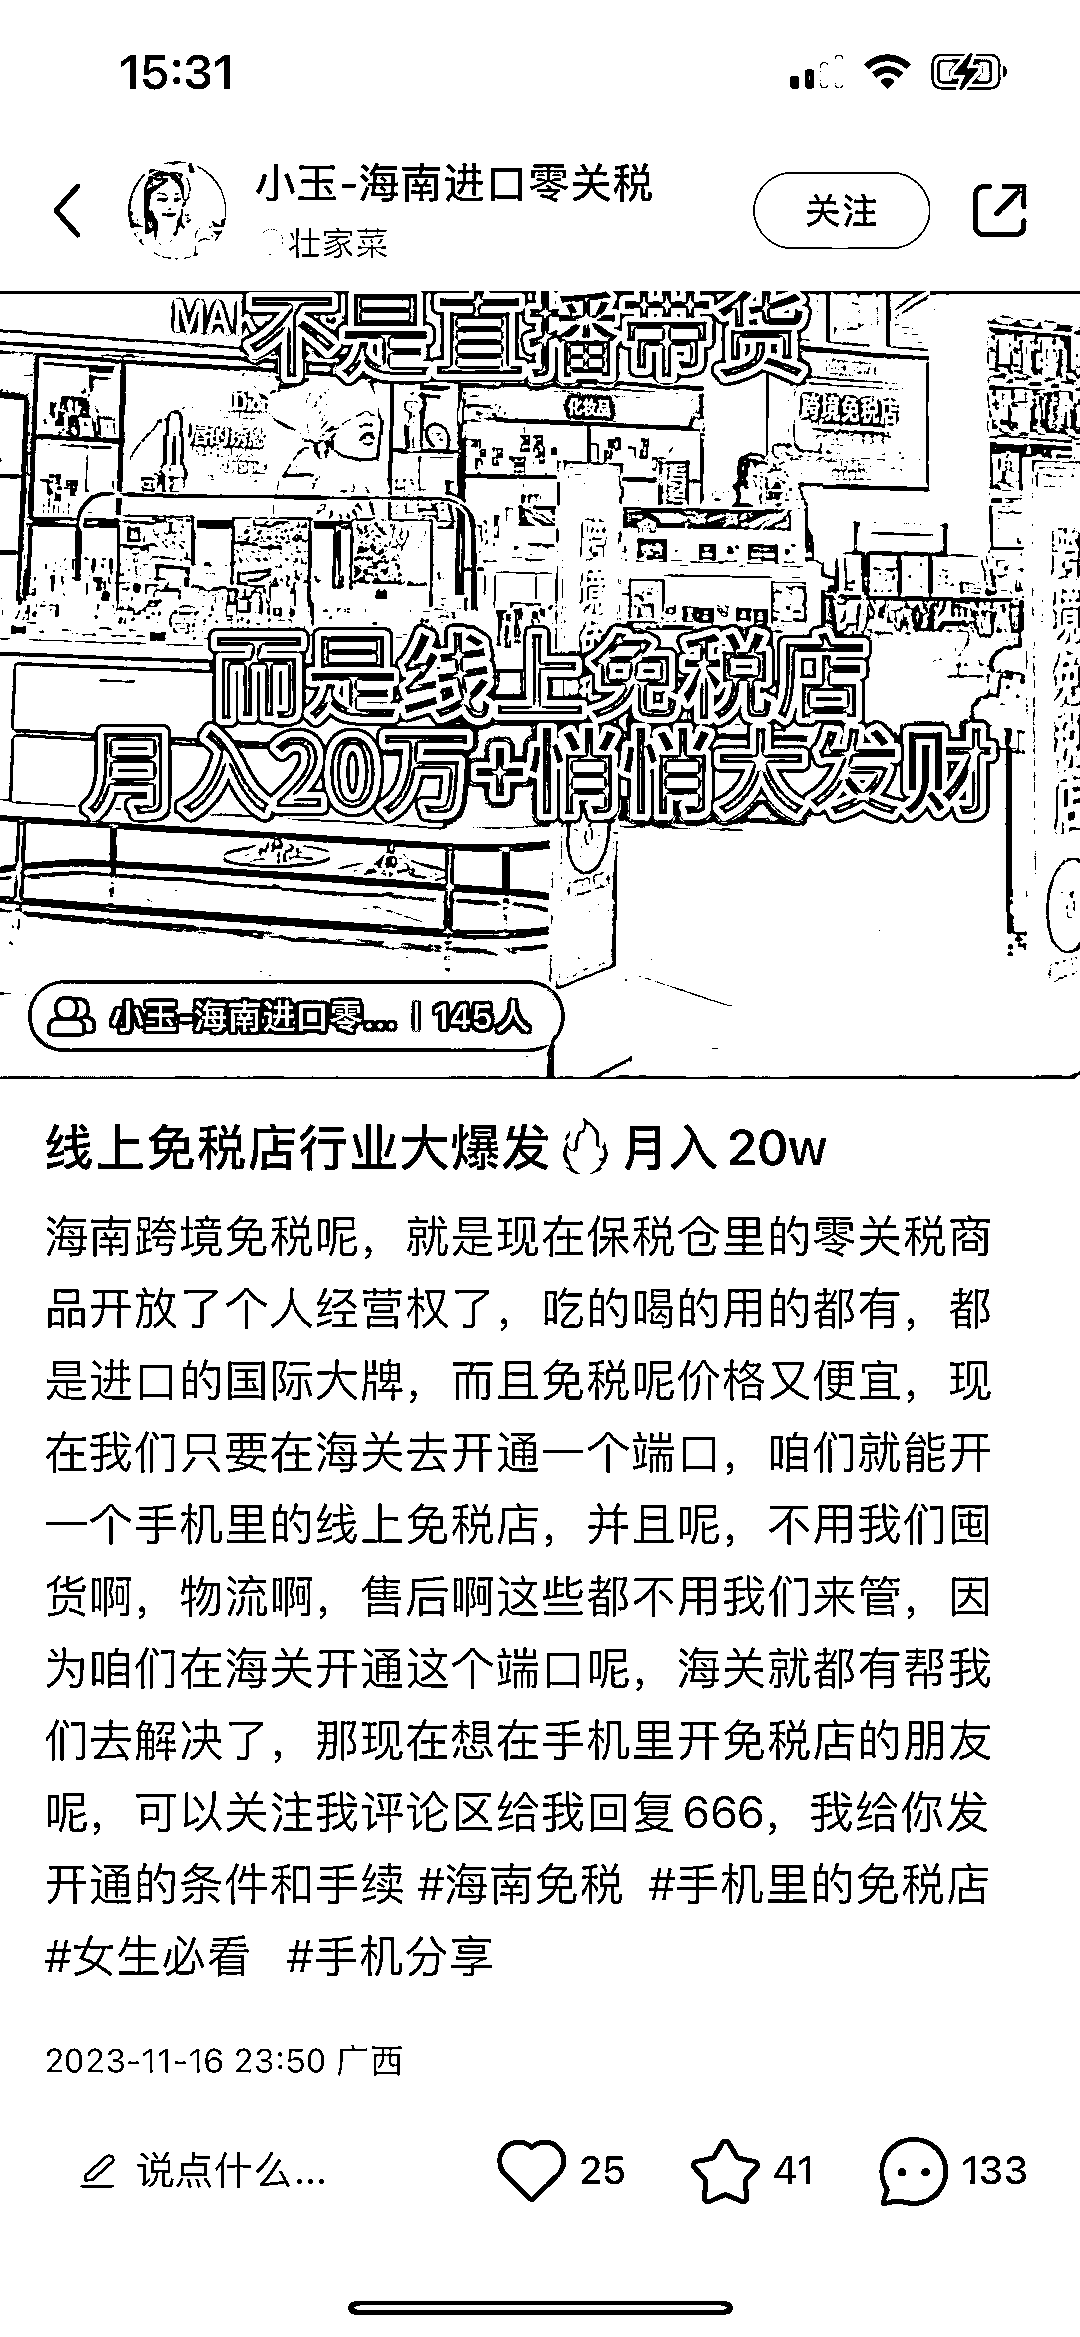 15:31
小玉-海南进口零关税
壮家菜
关注
MAR
不是直播带货
化妆品
跨境免税店
而是线上免税店
月入20万+悄悄大发财
小玉-海南进口零... | 145人
线上免税店行业大爆发🔥月入20w
海南跨境免税呢，就是现在保税仓里的零关税商
品开放了个人经营权了，吃的喝的用的都有，都
是进口的国际大牌，而且免税呢价格又便宜，现
在我们只要在海关去开通一个端口，咱们就能开
一个手机里的线上免税店，并且呢，不用我们囤
货啊，物流啊，售后啊这些都不用我们来管，因
为咱们在海关开通这个端口呢，海关就都有帮我
们去解决了，那现在想在手机里开免税店的朋友
呢，可以关注我评论区给我回复666，我给你发
开通的条件和手续 #海南免税 #手机里的免税店
#女生必看 #手机分享
2023-11-16 23:50 广西
说点什么...
25
41
133